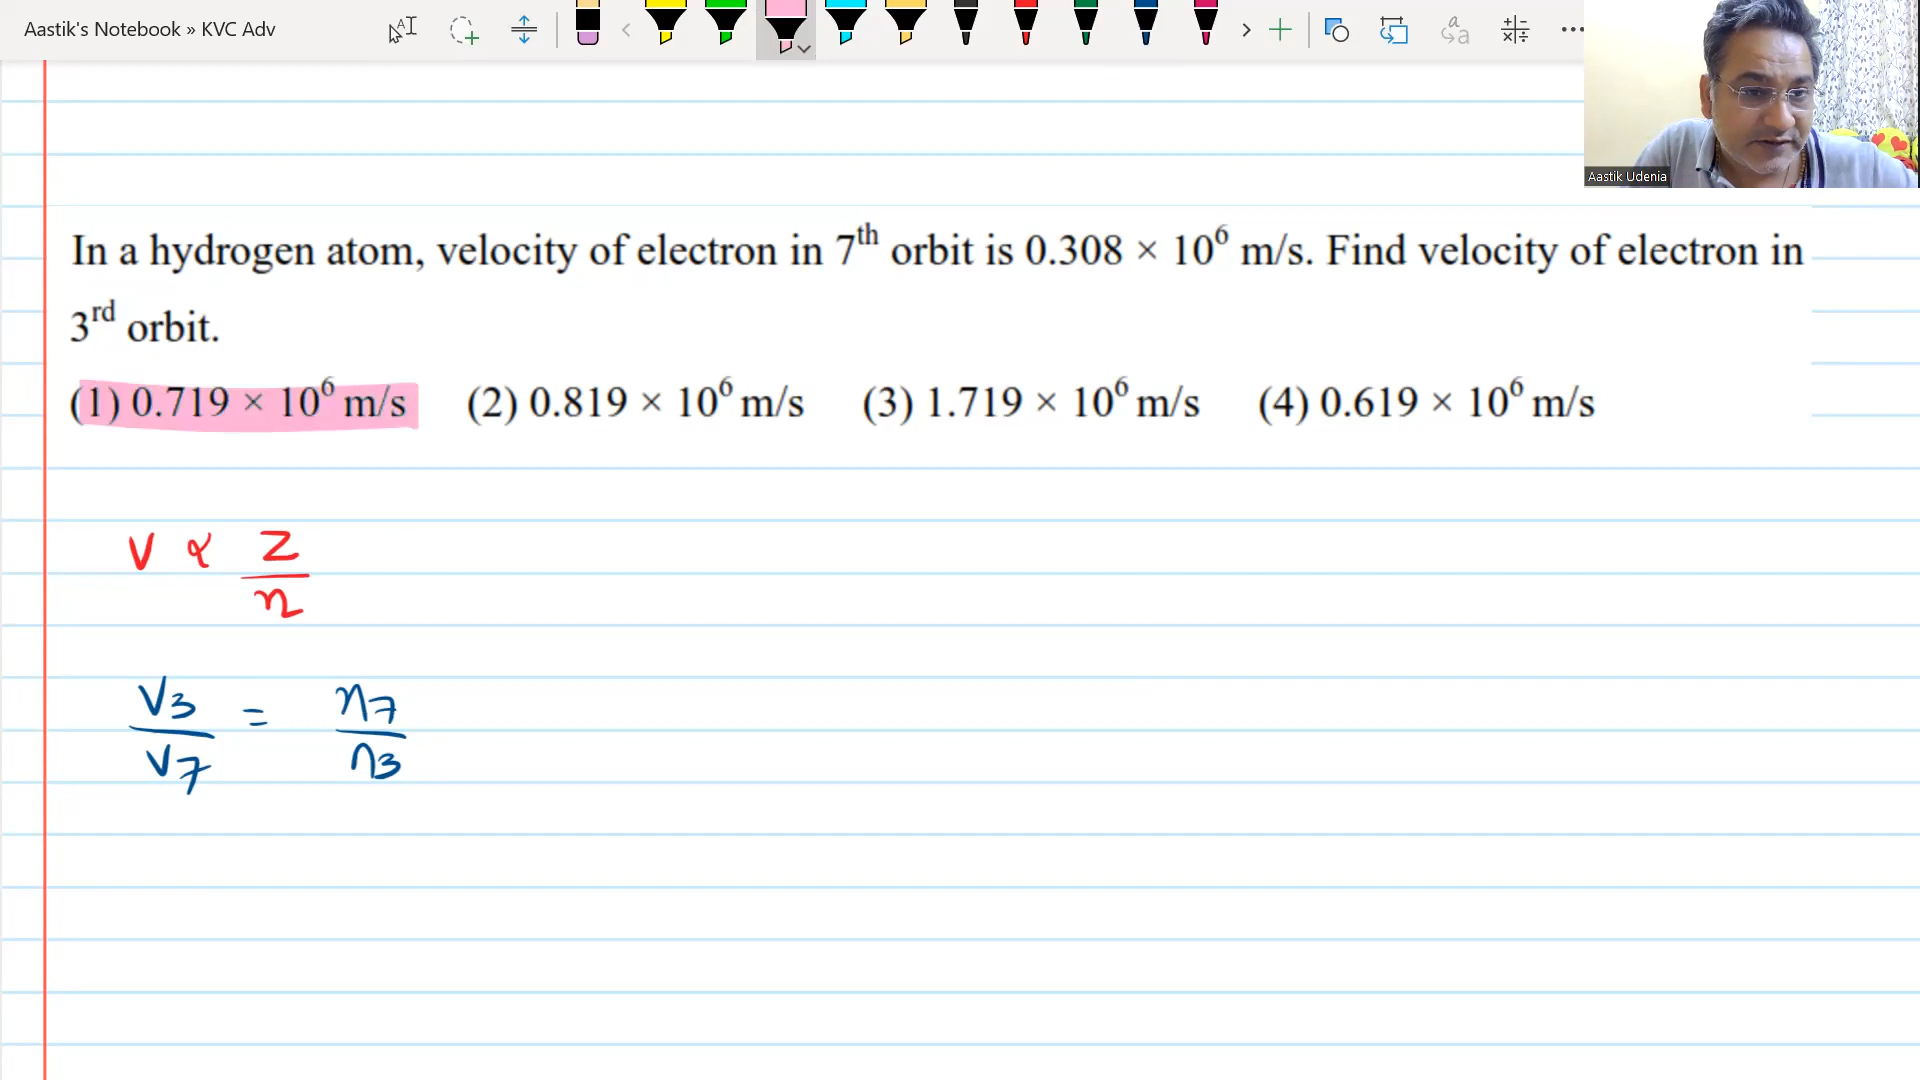 Aastik's Notebook » KVC Adv
Aastik Udenia
In a hydrogen atom, velocity of electron in 7th orbit is 0.308 × 10⁶ m/s. Find velocity of electron in
3rd orbit.
(1) 0.719 × 10⁶ m/s (2) 0.819 × 10⁶ m/s (3) 1.719 × 10⁶ m/s (4) 0.619 × 10⁶ m/s
V ∝ Z/n
V3/V7 = n7/n3